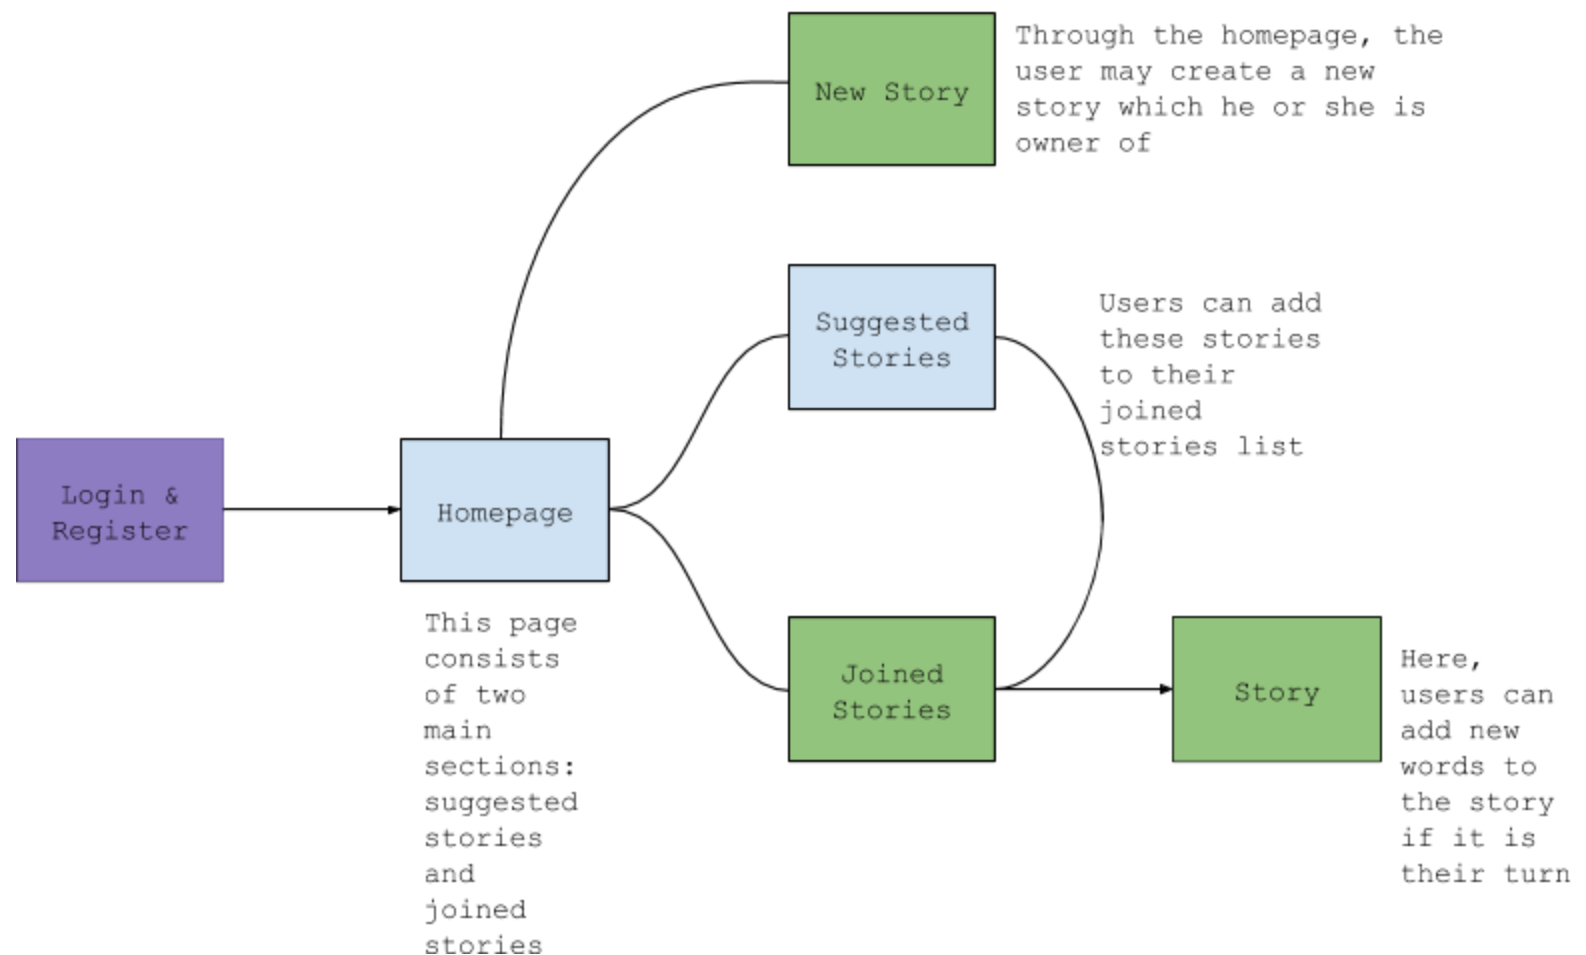 New Story
Through the homepage, the
user may create a new
story which he or she is
owner of
Suggested
Stories
Users can add
these stories
to their
joined
stories list
Login &
Register
Homepage
This page
consists
of two
main
sections:
suggested
stories
and
joined
stories
Joined
Stories
Story
Here,
users can
add new
words to
the story
if it is
their turn